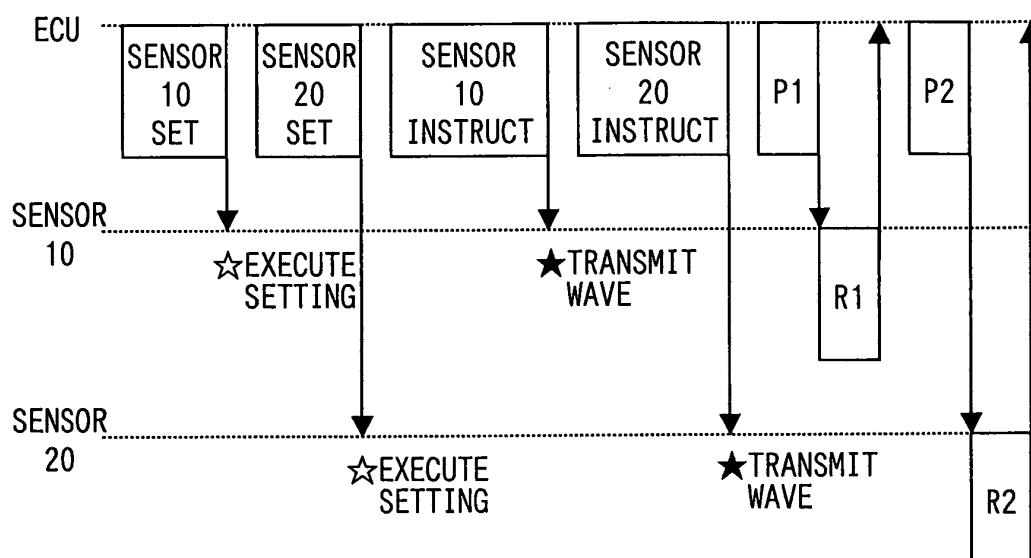 ECU
SENSOR
10
SET
SENSOR
20
SET
SENSOR
10
INSTRUCT
SENSOR
20
INSTRUCT
P1
P2
SENSOR
10
☆EXECUTE
SETTING
★TRANSMIT
WAVE
R1
SENSOR
20
☆EXECUTE
SETTING
★TRANSMIT
WAVE
R2